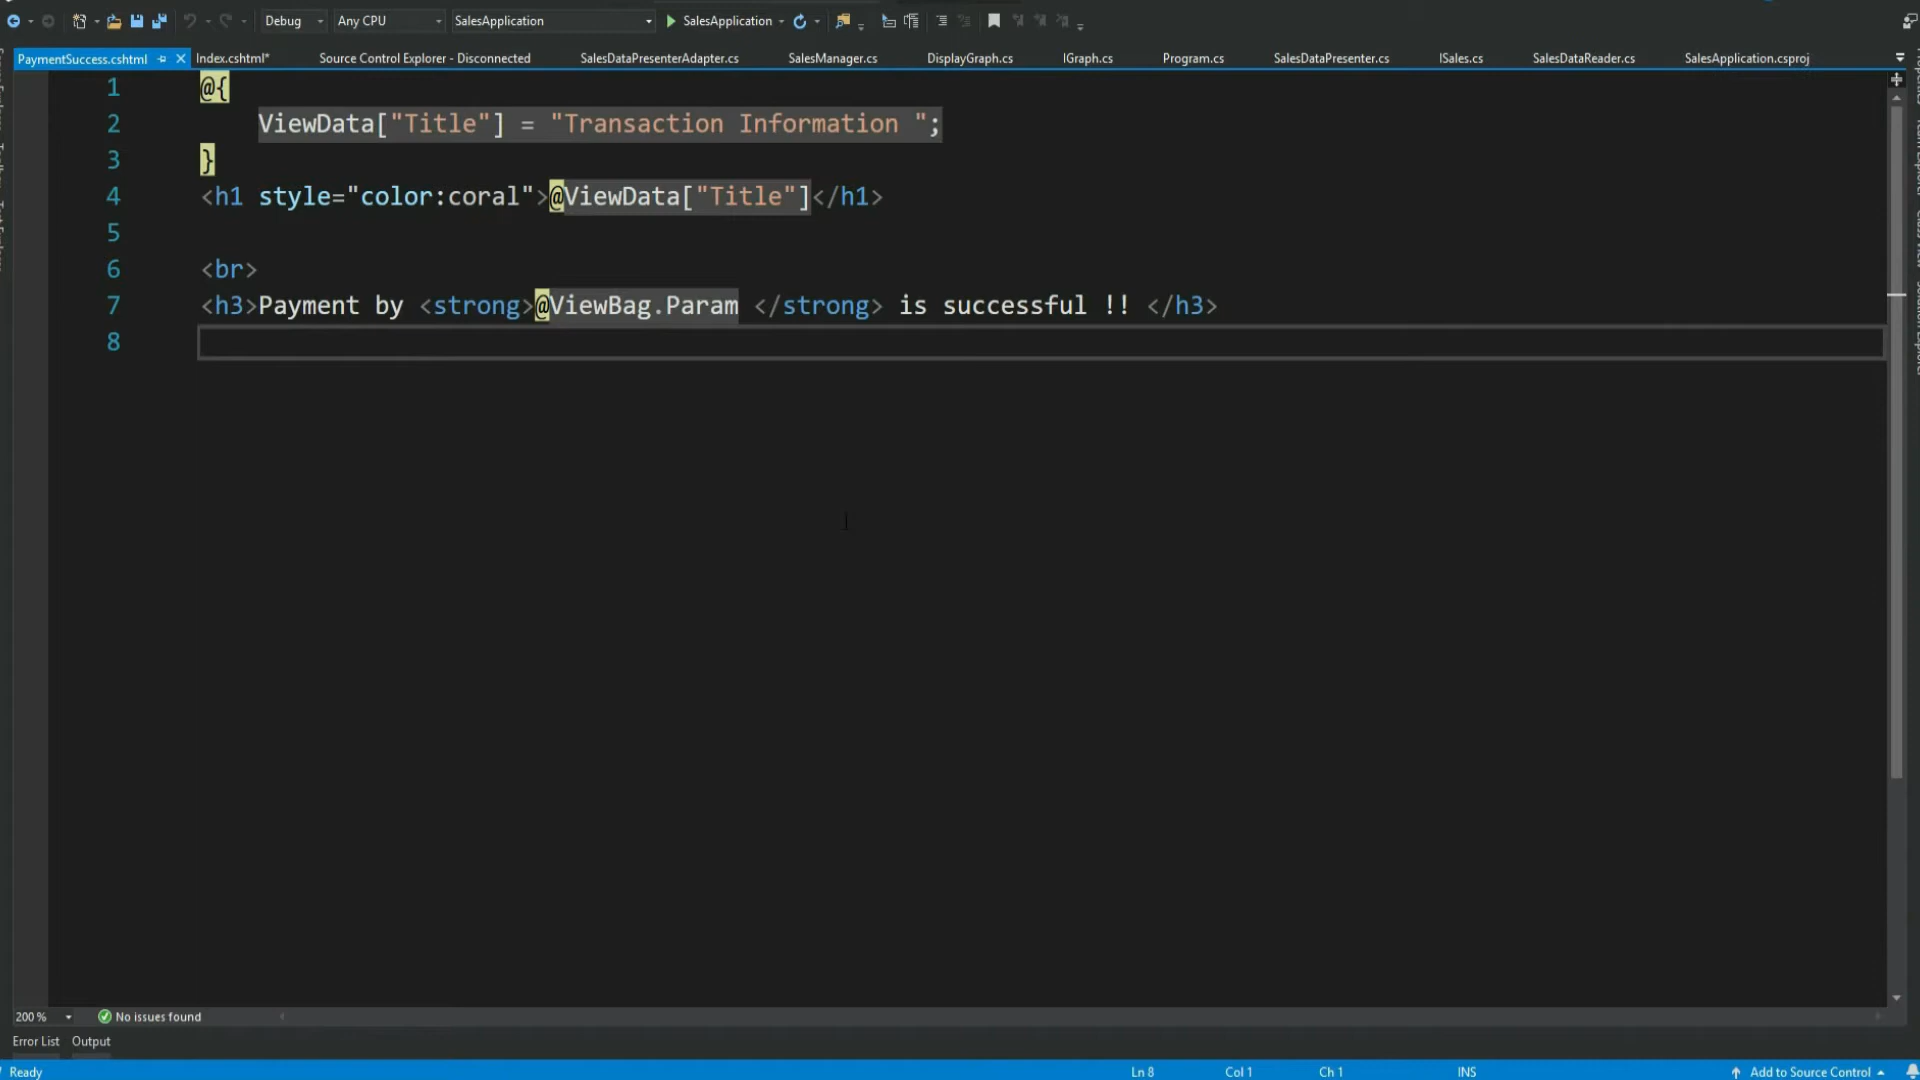 Debug Any CPU SalesApplication SalesApplication
PaymentSuccess.cshtml Index.cshtml* Source Control Explorer - Disconnected SalesDataPresenterAdapter.cs SalesManager.cs DisplayGraph.cs IGraph.cs Program.cs SalesDataPresenter.cs ISales.cs SalesDataReader.cs SalesApplication.csproj
1 @{
2 ViewData["Title"] = "Transaction Information ";
3 }
4 <h1 style="color:coral">@ViewData["Title"]</h1>
5
6 <br>
7 <h3>Payment by <strong>@ViewBag.Param </strong> is successful !! </h3>
8
200 % No issues found
Error List Output
Ready Ln 8 Col 1 Ch 1 INS Add to Source Control